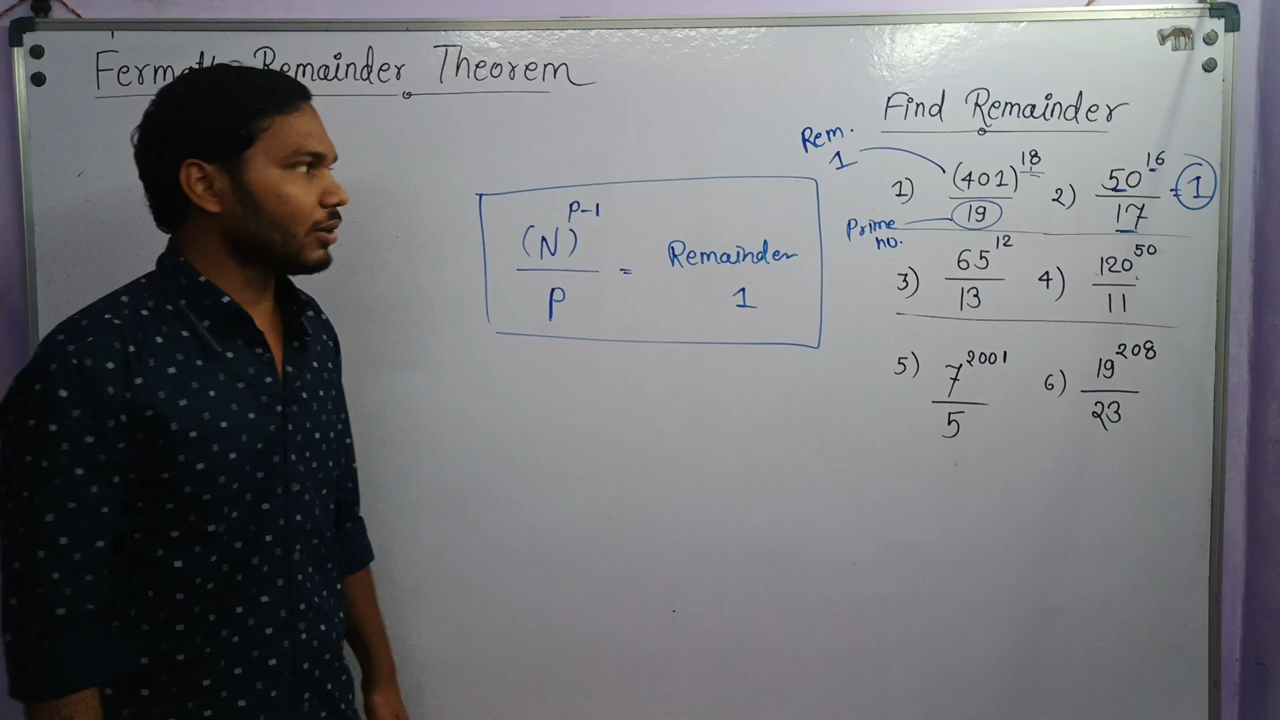 Remainder Theorem
Find Remainder
Rem.
1
1) (401)^18 / 19
Prime no.
2) 50^16 / 17 = 1
(N)^p-1 / p = Remainder 1
3) 65^12 / 13
4) 120^50 / 11
5) 7^2001 / 5
6) 19^208 / 23